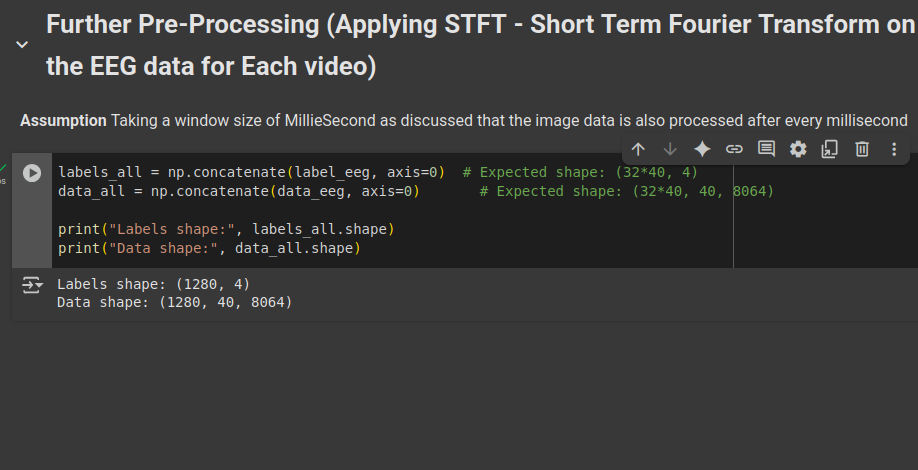 Further Pre-Processing (Applying STFT - Short Term Fourier Transform on
the EEG data for Each video)
Assumption Taking a window size of MillieSecond as discussed that the image data is also processed after every millisecond
labels_all = np.concatenate(label_eeg, axis=0)  # Expected shape: (32*40, 4)
data_all = np.concatenate(data_eeg, axis=0)       # Expected shape: (32*40, 40, 8064)
print("Labels shape:", labels_all.shape)
print("Data shape:", data_all.shape)
Labels shape: (1280, 4)
Data shape: (1280, 40, 8064)